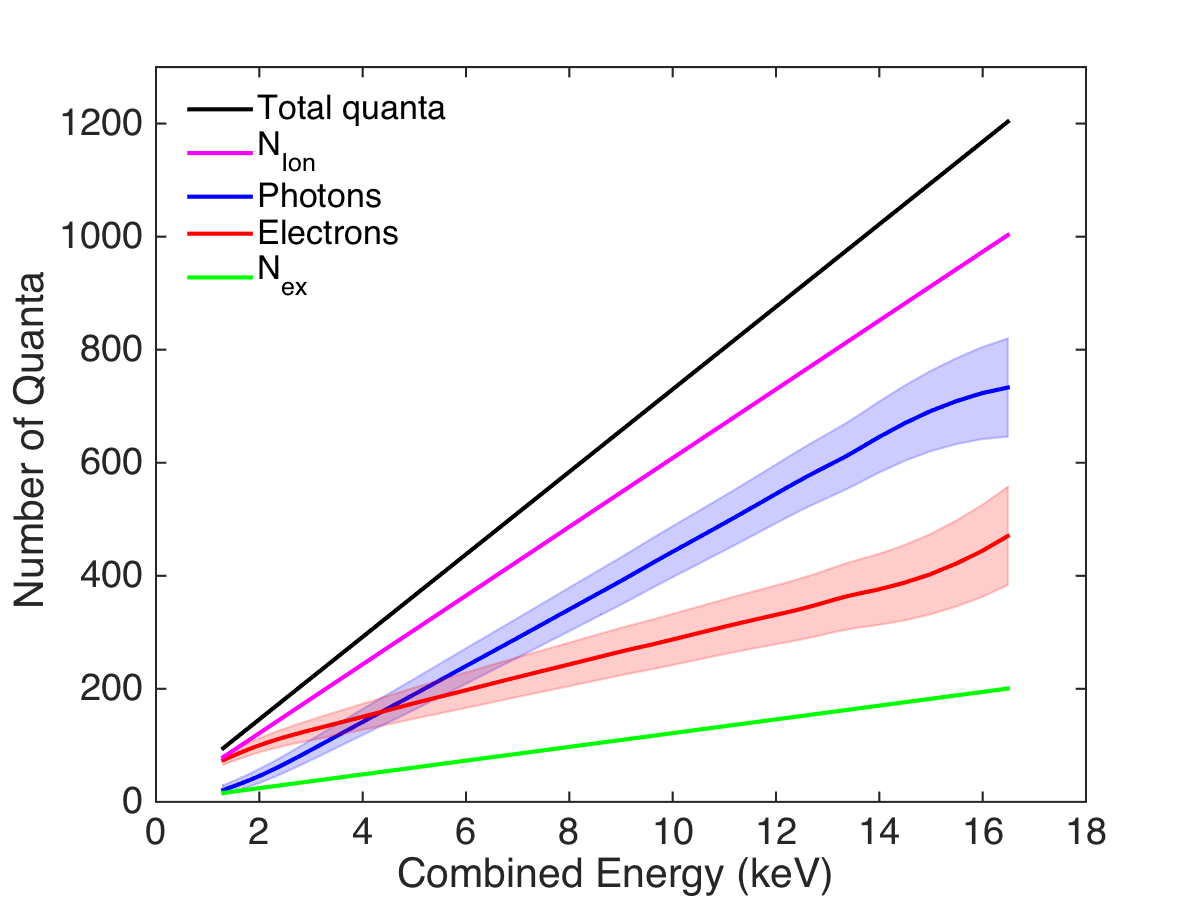 Total quanta
N_Ion
Photons
Electrons
N_ex
1200
1000
800
600
400
200
0
0 2 4 6 8 10 12 14 16 18
Number of Quanta
Combined Energy (keV)